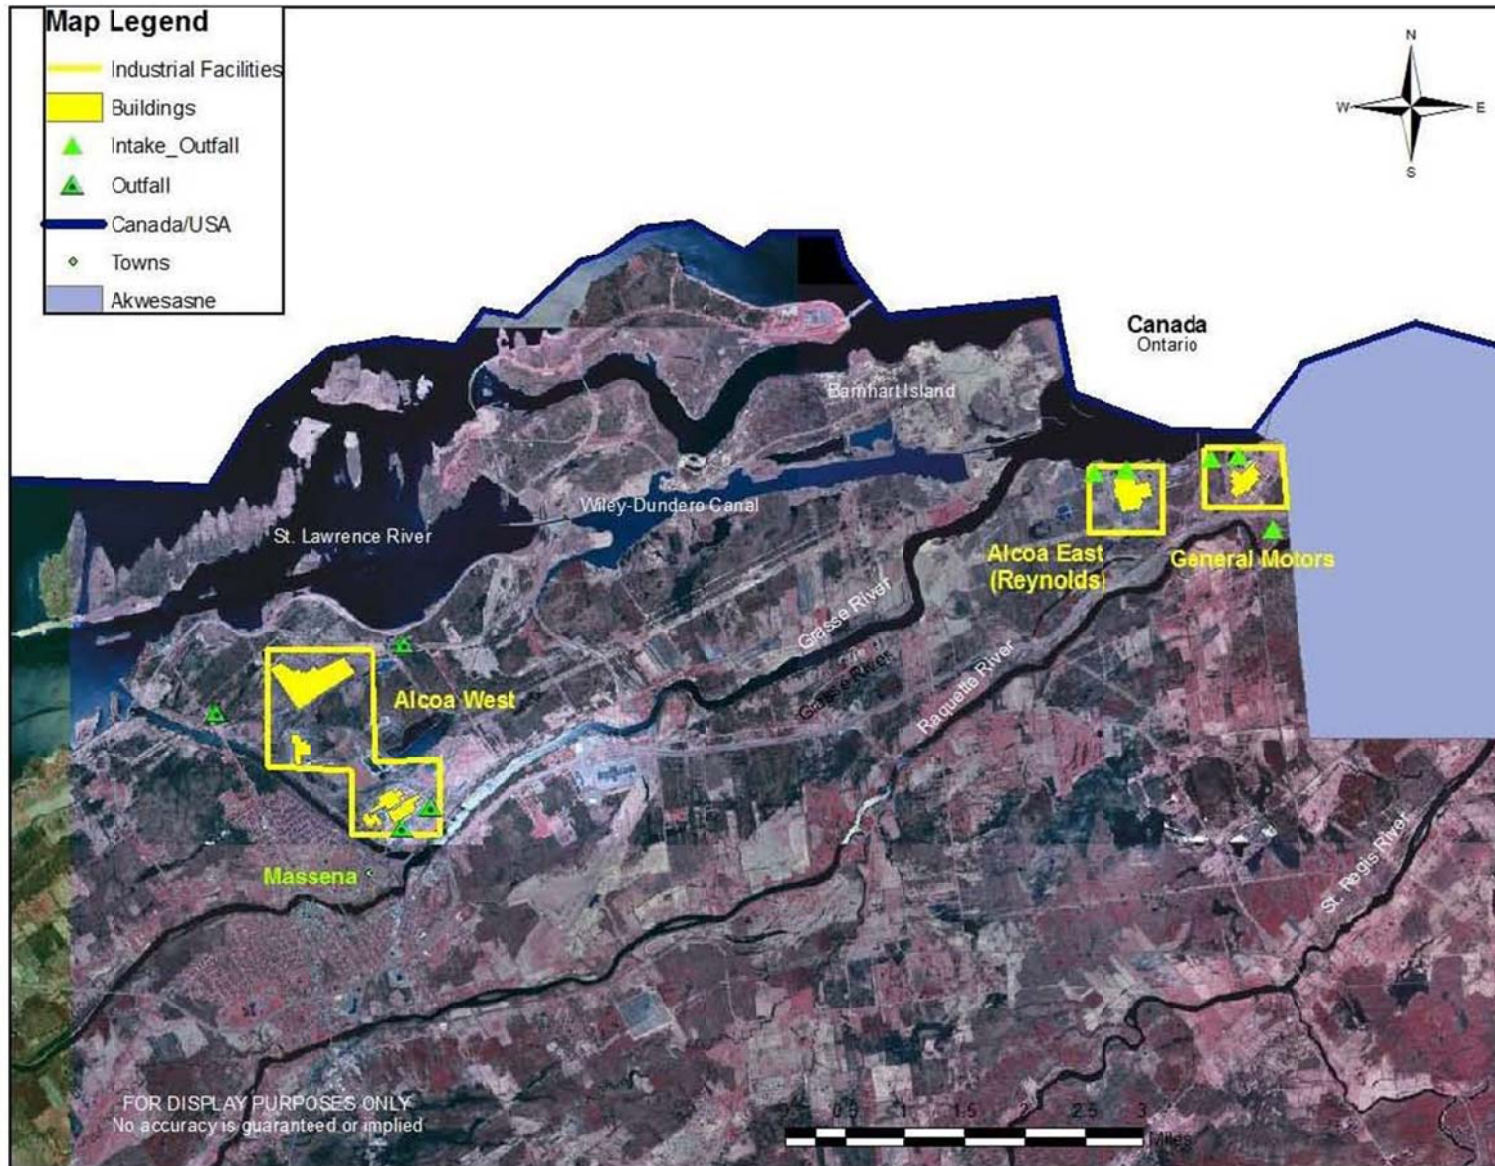 Map Legend
Industrial Facilities
Buildings
Intake_Outfall
Outfall
Canada/USA
Towns
Akwesasne
N
W
E
S
Canada
Ontario
Barnhart Island
Wiley-Dundero Canal
St. Lawrence River
Alcoa East
(Reynolds)
General Motors
Grasse River
Grasse River
Raquette River
Alcoa West
Massena
St. Regis River
FOR DISPLAY PURPOSES ONLY
No accuracy is guaranteed or implied
0 0.5 1 1.5 2 2.5 3
Miles